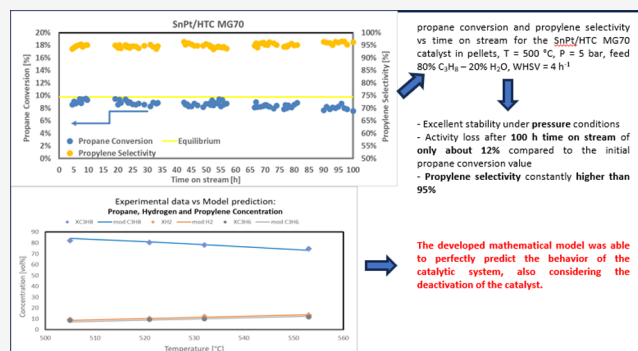 SnPt/HTC MG70
Propane Conversion [%]
20%
18%
16%
14%
12%
10%
8%
6%
4%
2%
0%
100%
95%
90%
85%
80%
75%
70%
65%
60%
55%
50%
Propylene Selectivity [%]
Propane Conversion
Equilibrium
Propylene Selectivity
0 5 10 15 20 25 30 35 40 45 50 55 60 65 70 75 80 85 90 95 100
Time on stream [h]
propane conversion and propylene selectivity
vs time on stream for the SnPt/HTC MG70
catalyst in pellets, T = 500 °C, P = 5 bar, feed
80% C₃H₈ – 20% H₂O, WHSV = 4 h⁻¹
- Excellent stability under pressure conditions
- Activity loss after 100 h time on stream of
only about 12% compared to the initial
propane conversion value
- Propylene selectivity constantly higher than
95%
Experimental data vs Model prediction:
Propane, Hydrogen and Propylene Concentration
XC3H8 mod C3H8 XH2 mod H2 XC3H6 mod C3H6
Concentration [vol%]
90
80
70
60
50
40
30
20
10
0
500 510 520 530 540 550 560
Temperature [°C]
The developed mathematical model was able
to perfectly predict the behavior of the
catalytic system, also considering the
deactivation of the catalyst.